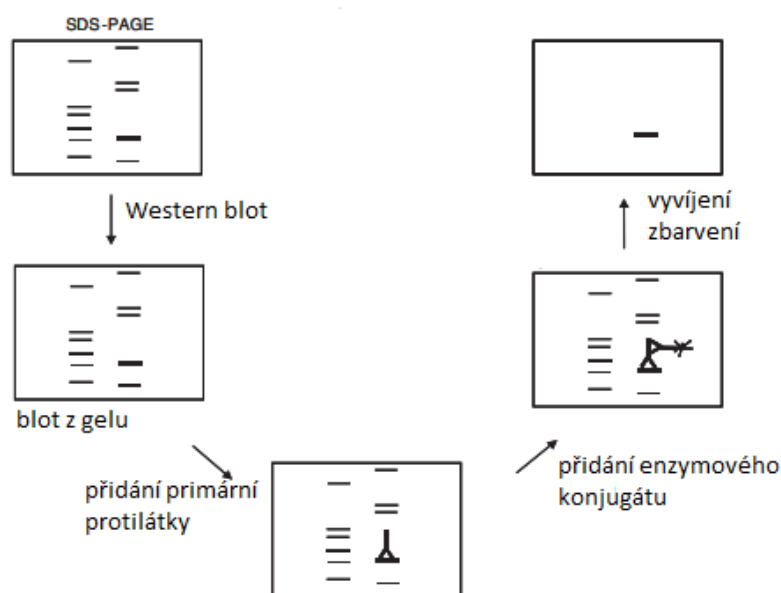 SDS-PAGE
Western blot
blot z gelu
přidání primární
protilátky
přidání enzymového
konjugátu
vyvíjení
zbarvení